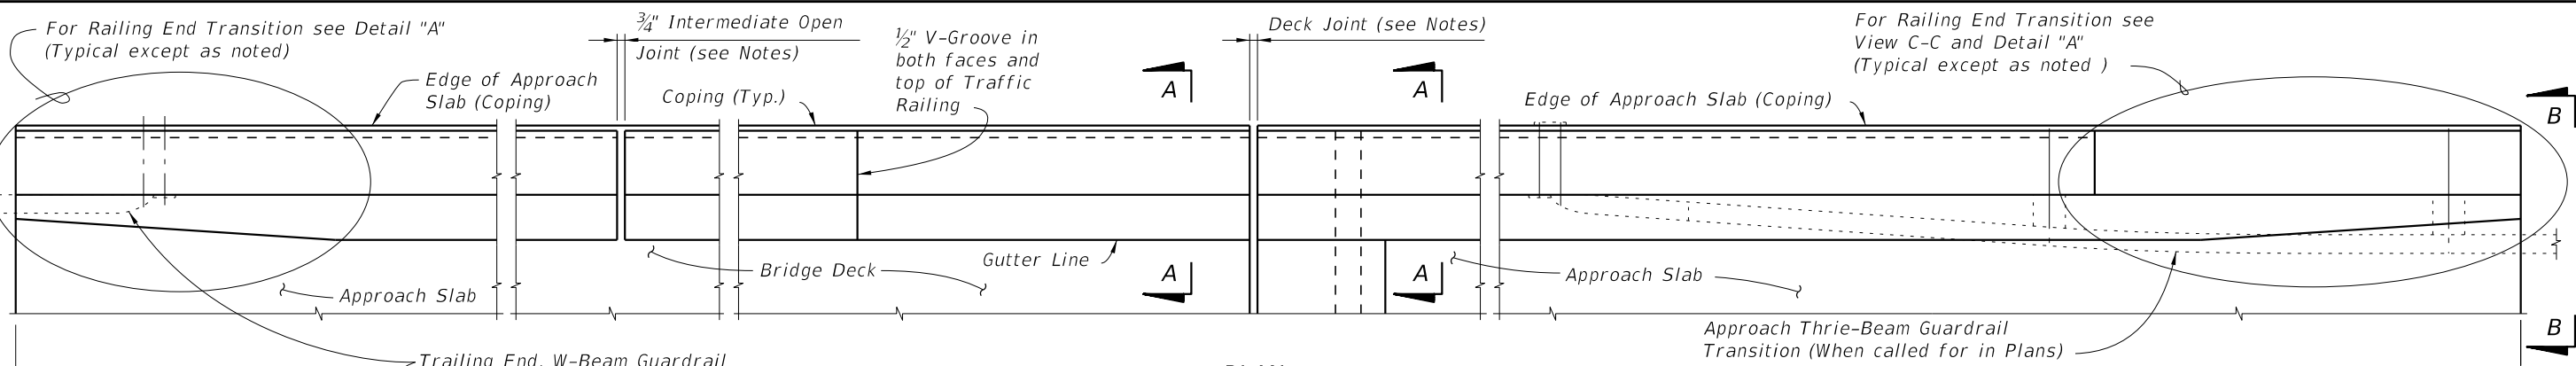 For Railing End Transition see Detail "A"
(Typical except as noted)
Edge of Approach
Slab (Coping)
¾" Intermediate Open
Joint (see Notes)
Coping (Typ.)
½" V-Groove in
both faces and
top of Traffic
Railing
Deck Joint (see Notes)
A
A
Edge of Approach Slab (Coping)
For Railing End Transition see
View C-C and Detail "A"
(Typical except as noted )
B
Approach Slab
Bridge Deck
Gutter Line
A
A
Approach Slab
Approach Thrie-Beam Guardrail
Transition (When called for in Plans)
B
Trailing End, W-Beam Guardrail